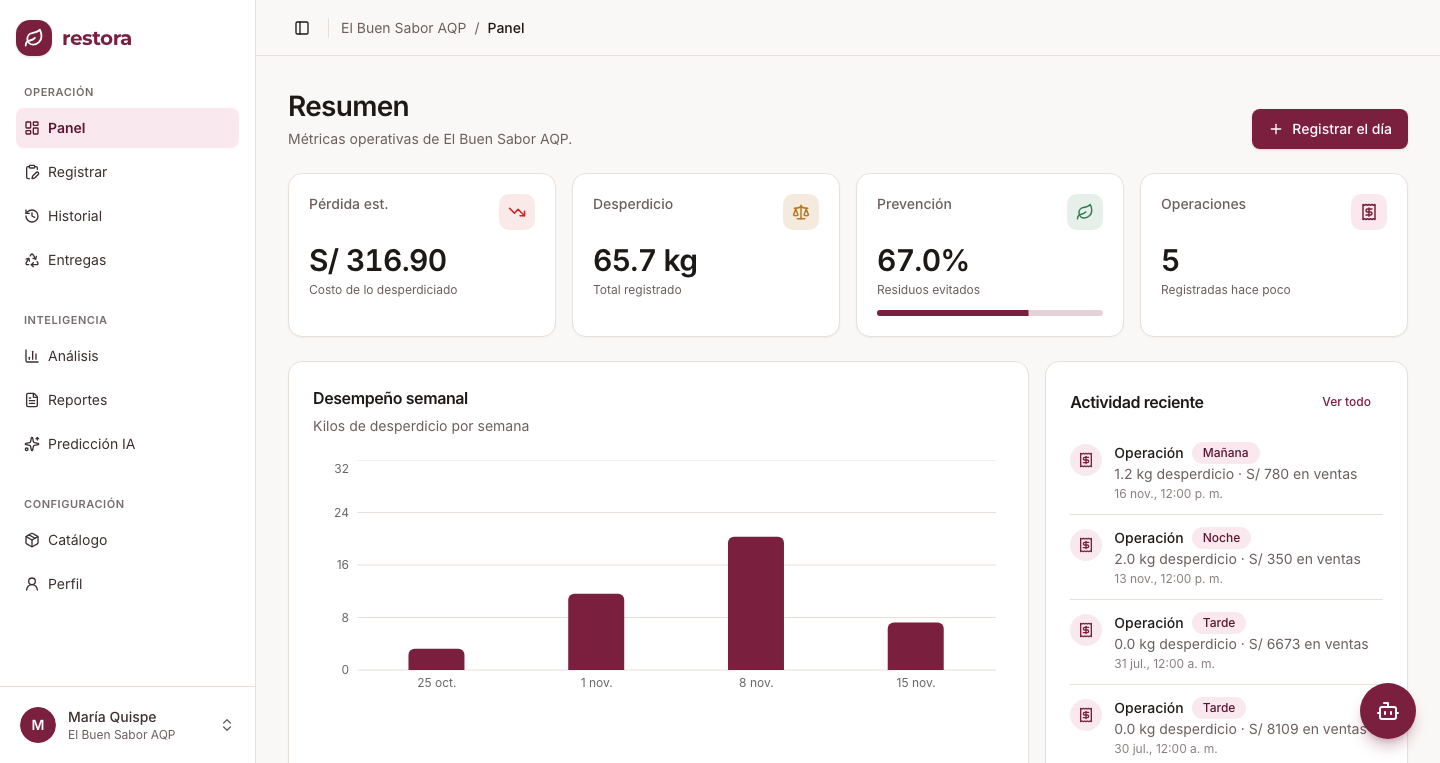 restora
OPERACIÓN
Panel
Registrar
Historial
Entregas
INTELIGENCIA
Análisis
Reportes
Predicción IA
CONFIGURACIÓN
Catálogo
Perfil
M
María Quispe
El Buen Sabor AQP
El Buen Sabor AQP / Panel
Resumen
Métricas operativas de El Buen Sabor AQP.
+ Registrar el día
Pérdida est.
S/ 316.90
Costo de lo desperdiciado
Desperdicio
65.7 kg
Total registrado
Prevención
67.0%
Residuos evitados
Operaciones
5
Registradas hace poco
Desempeño semanal
Kilos de desperdicio por semana
32
24
16
8
0
25 oct.
1 nov.
8 nov.
15 nov.
Actividad reciente
Ver todo
Operación Mañana
1.2 kg desperdicio · S/ 780 en ventas
16 nov., 12:00 p. m.
Operación Noche
2.0 kg desperdicio · S/ 350 en ventas
13 nov., 12:00 p. m.
Operación Tarde
0.0 kg desperdicio · S/ 6673 en ventas
31 jul., 12:00 a. m.
Operación Tarde
0.0 kg desperdicio · S/ 8109 en ventas
30 jul., 12:00 a. m.